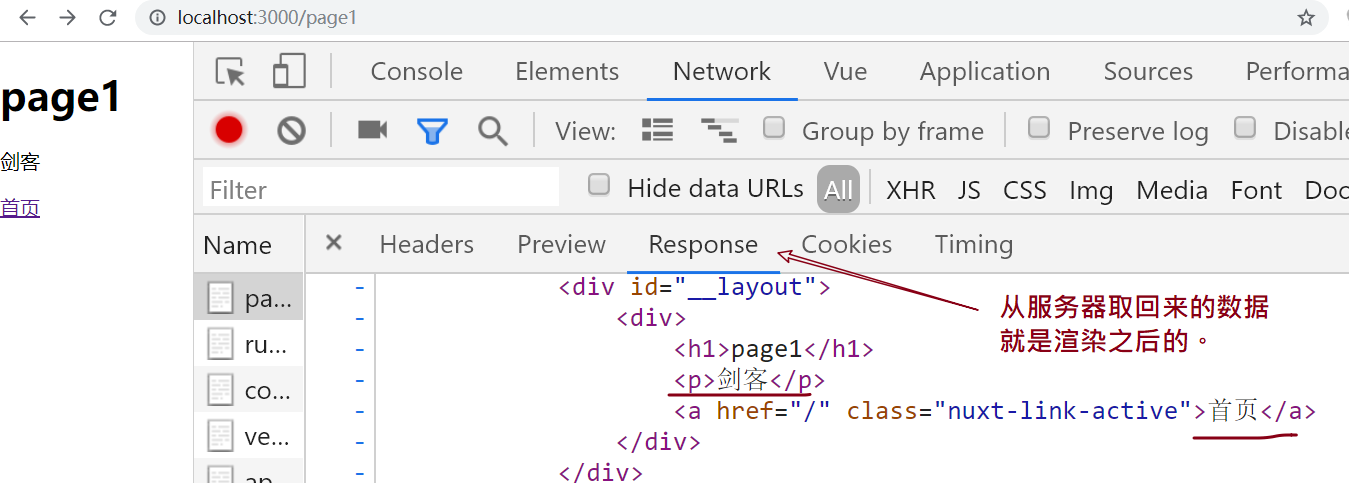 localhost:3000/page1
page1
剑客
首页
Console Elements Network Vue Application Sources Performa
View: Group by frame Preserve log Disable
Filter Hide data URLs All XHR JS CSS Img Media Font Doc
Name Headers Preview Response Cookies Timing
pa...
ru...
co...
ve...
ap
- <div id="__layout">
- <div>
- <h1>page1</h1>
- <p>剑客</p>
- <a href="/" class="nuxt-link-active">首页</a>
- </div>
- </div>
从服务器取回来的数据
就是渲染之后的。